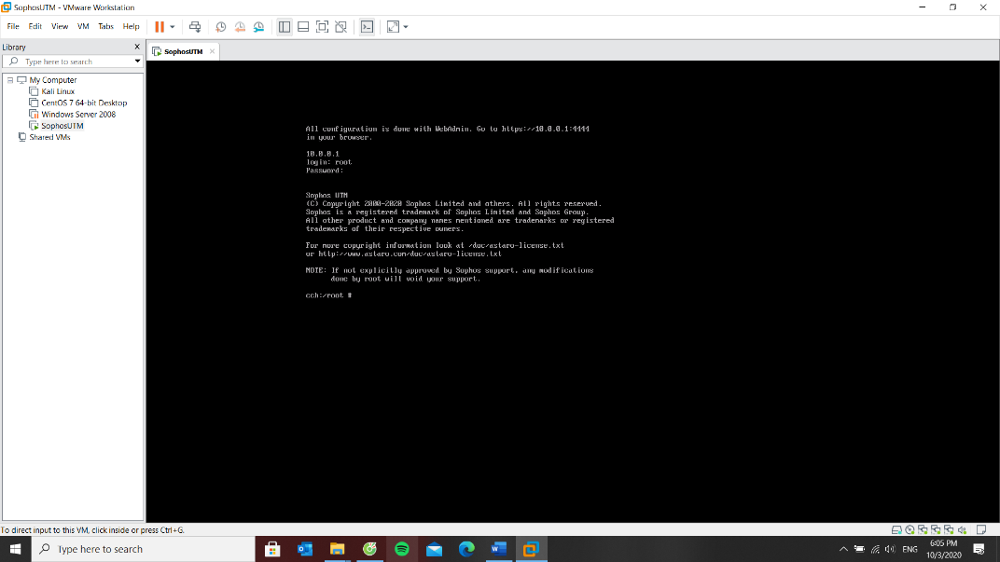 SophosUTM - VMware Workstation
File Edit View VM Tabs Help
Library
Type here to search
My Computer
Kali Linux
CentOS 7 64-bit Desktop
Windows Server 2008
SophosUTM
Shared VMs
SophosUTM
All configuration is done with WebAdmin. Go to https://10.0.0.1:4444
in your browser.
10.0.0.1
login: root
Password:
Sophos UTM
(C) Copyright 2000-2020 Sophos Limited and others. All rights reserved.
Sophos is a registered trademark of Sophos Limited and Sophos Group.
All other product and company names mentioned are trademarks or registered
trademarks of their respective owners.
For more copyright information look at /doc/astaro-license.txt
or http://www.astaro.com/doc/astaro-license.txt
NOTE: If not explicitly approved by Sophos support, any modifications
done by root will void your support.
cch:/root #
To direct input to this VM, click inside or press Ctrl+G.
Type here to search
ENG
6:05 PM
10/3/2020